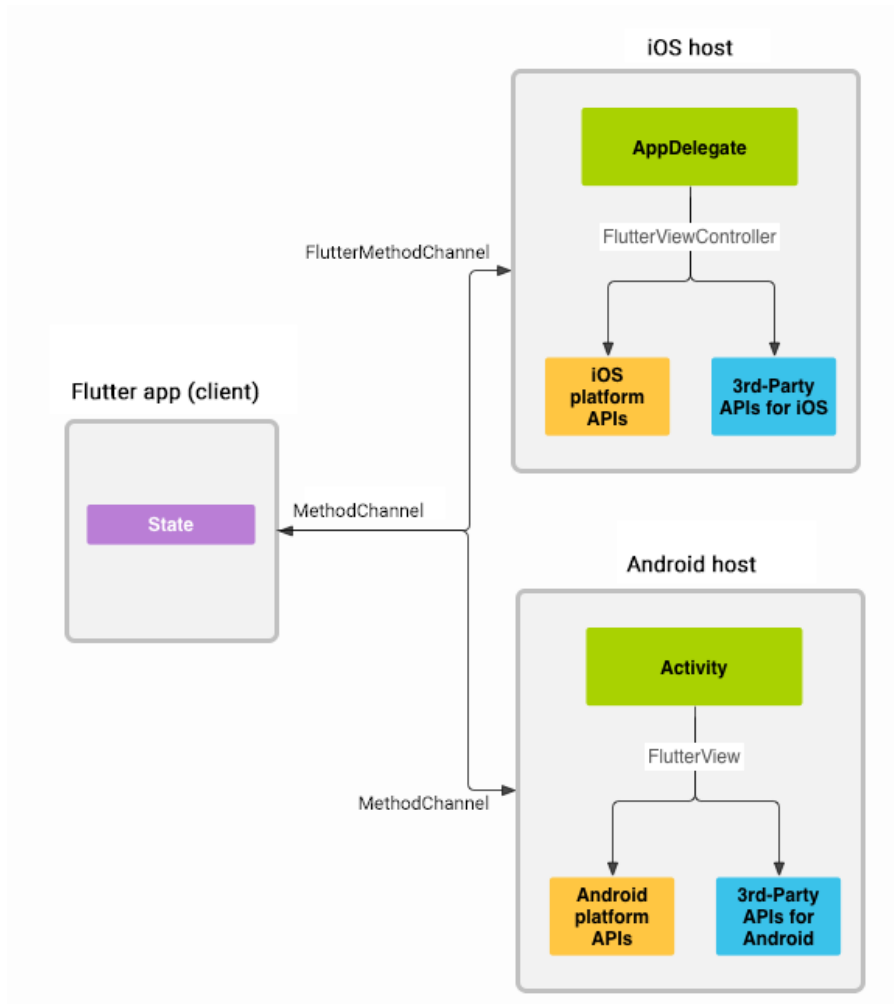 iOS host
AppDelegate
FlutterViewController
FlutterMethodChannel
iOS
platform
APIs
3rd-Party
APIs for iOS
Flutter app (client)
State
MethodChannel
Android host
Activity
FlutterView
MethodChannel
Android
platform
APIs
3rd-Party
APIs for
Android